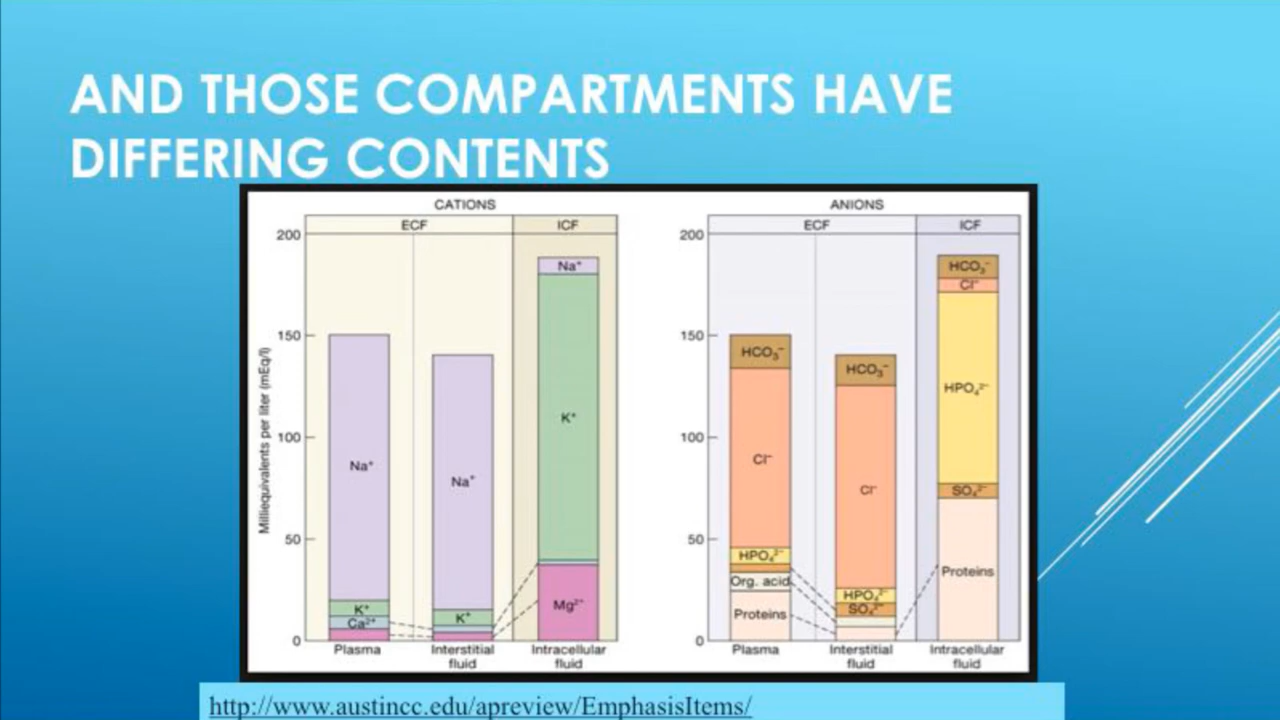 AND THOSE COMPARTMENTS HAVE
DIFFERING CONTENTS
CATIONS
ECF
ICF
Milliequivalents per liter (mEq/l)
200
150
100
50
0
Na⁺
K⁺
Ca²⁺
Na⁺
K⁺
Na⁺
K⁺
Mg²⁺
Plasma
Interstitial
fluid
Intracellular
fluid
ANIONS
ECF
ICF
200
150
100
50
0
HCO₃⁻
Cl⁻
HPO₄²⁻
Org. acid
Proteins
HCO₃⁻
Cl⁻
HPO₄²⁻
SO₄²⁻
HCO₃⁻
Cl⁻
HPO₄²⁻
SO₄²⁻
Proteins
Plasma
Interstitial
fluid
Intracellular
fluid
http://www.austincc.edu/apreview/EmphasisItems/